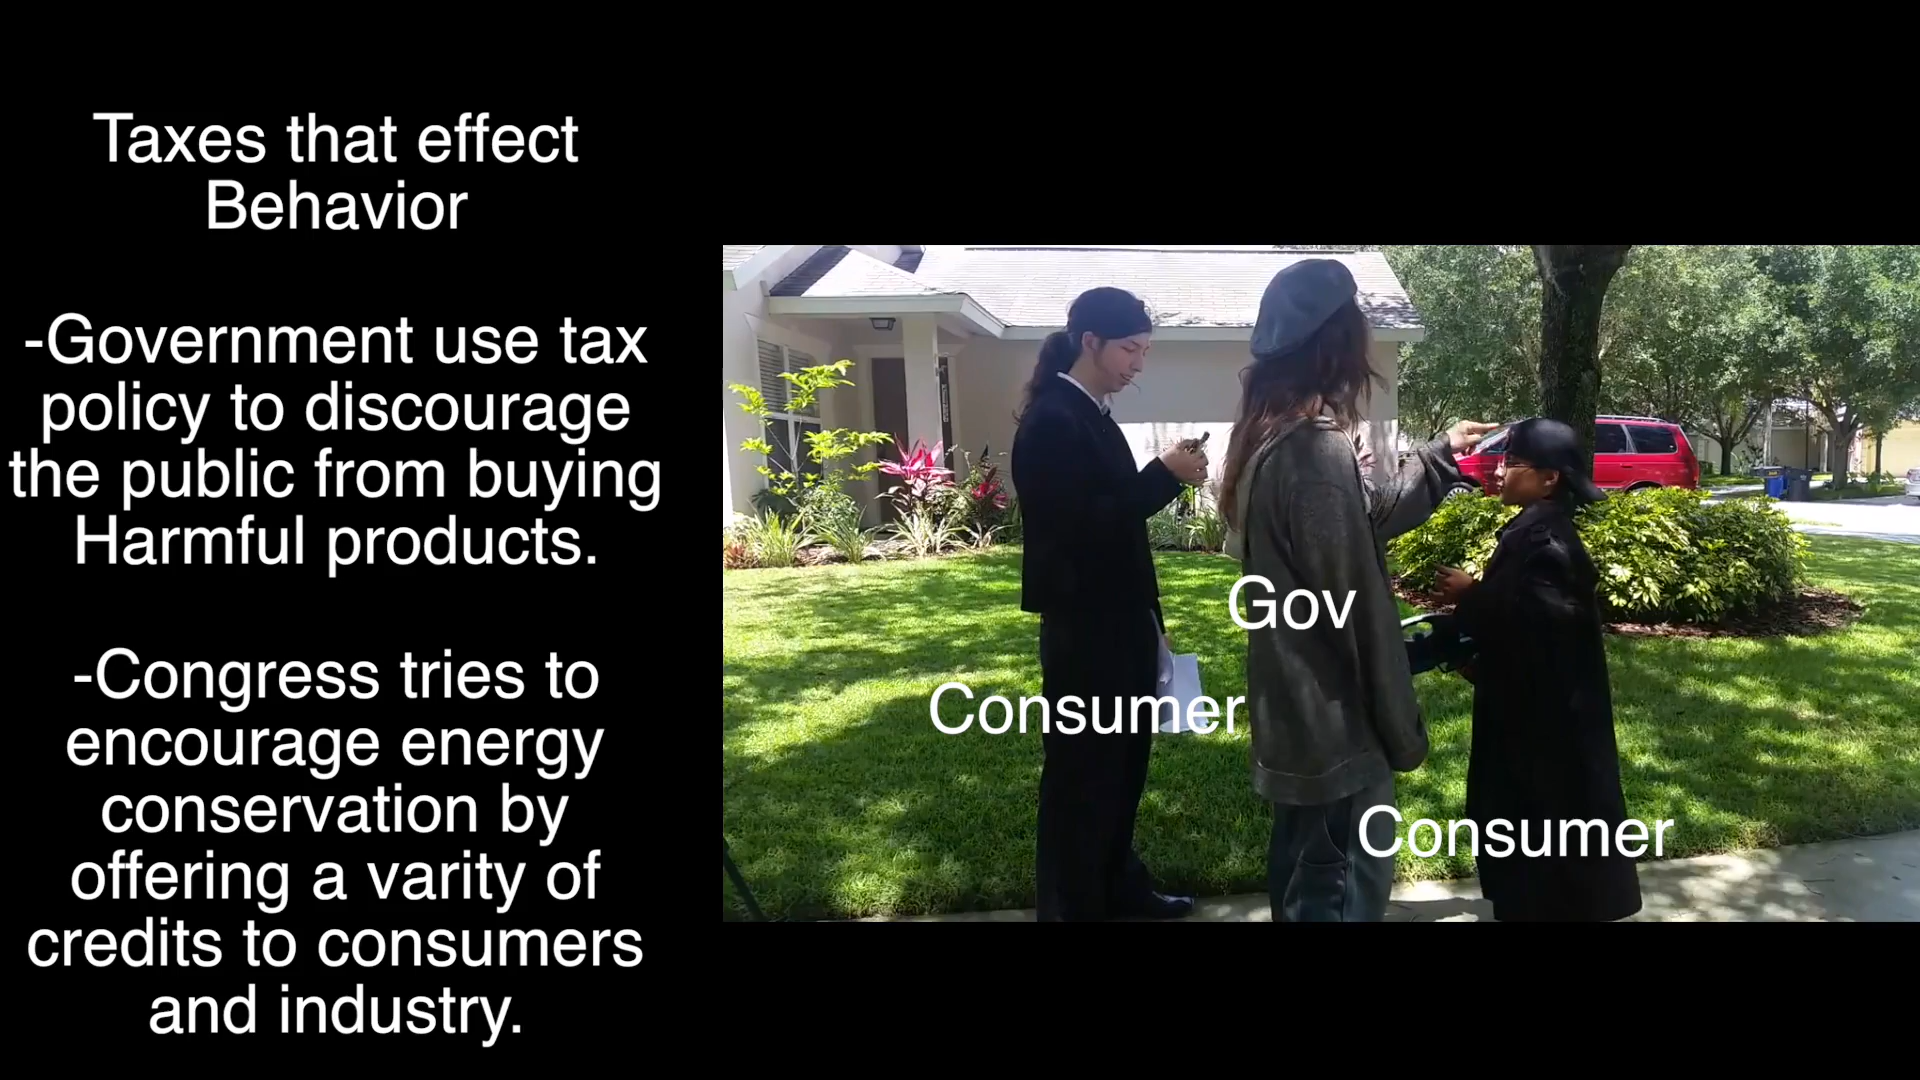 Taxes that effect
Behavior
-Government use tax
policy to discourage
the public from buying
Harmful products.
-Congress tries to
encourage energy
conservation by
offering a varity of
credits to consumers
and industry.
Gov
Consumer
Consumer